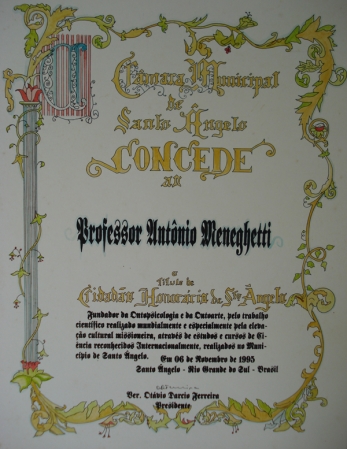 A
Câmara Municipal
de
Santo Ângelo
CONCEDE
ao
Professor Antônio Meneghetti
o
Título de
Cidadão Honorário de Stº Ângelo
Fundador da Ontopsicologia e da Ontoarte, pelo trabalho
científico realizado mundialmente e especialmente pela eleva-
ção cultural missioneira, através de estudos e cursos de Ci-
ência reconhecidos Internacionalmente, realizados no Muni-
cípio de Santo Ângelo. Em 06 de Novembro de 1995
Santo Ângelo - Rio Grande do Sul - Brasil
Ver. Otávio Darcis Ferreira
Presidente